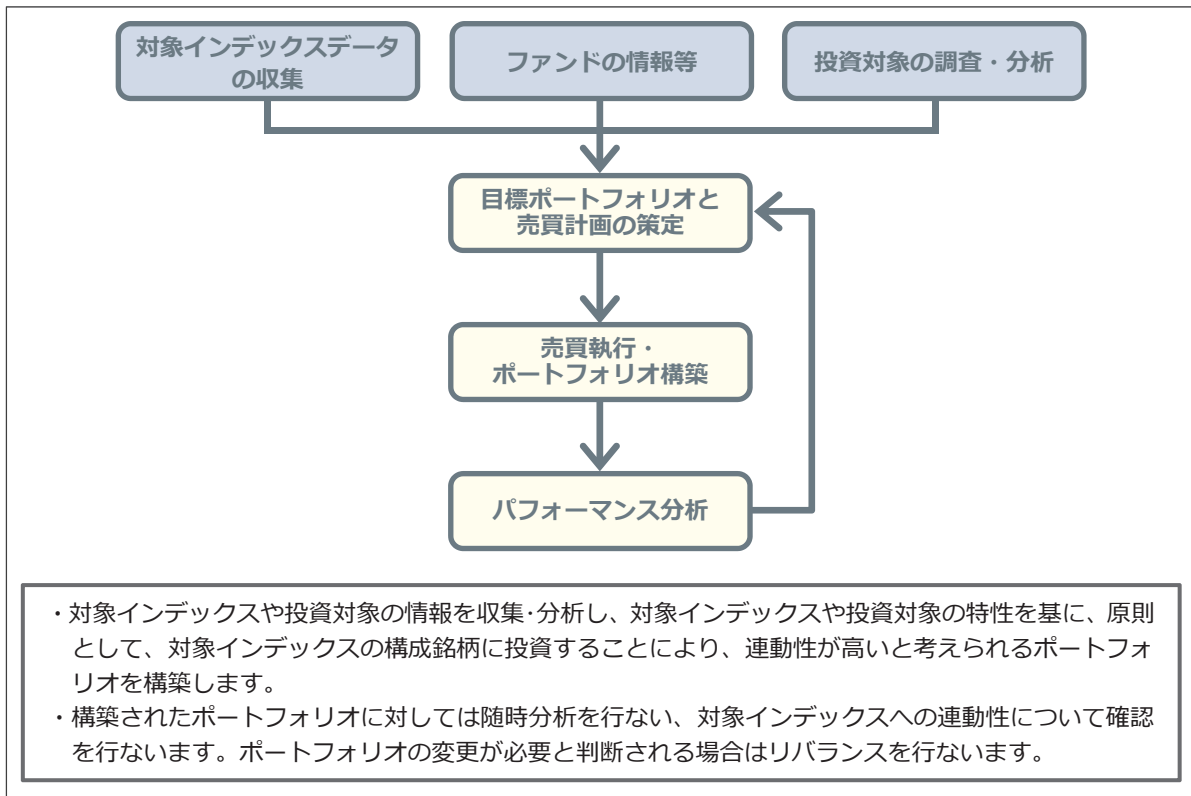 対象インデックスデータ
の収集
ファンドの情報等
投資対象の調査・分析
目標ポートフォリオと
売買計画の策定
売買執行・
ポートフォリオ構築
パフォーマンス分析
・対象インデックスや投資対象の情報を収集・分析し、対象インデックスや投資対象の特性を基に、原則
として、対象インデックスの構成銘柄に投資することにより、連動性が高いと考えられるポートフォ
リオを構築します。
・構築されたポートフォリオに対しては随時分析を行ない、対象インデックスへの連動性について確認
を行ないます。ポートフォリオの変更が必要と判断される場合はリバランスを行ないます。